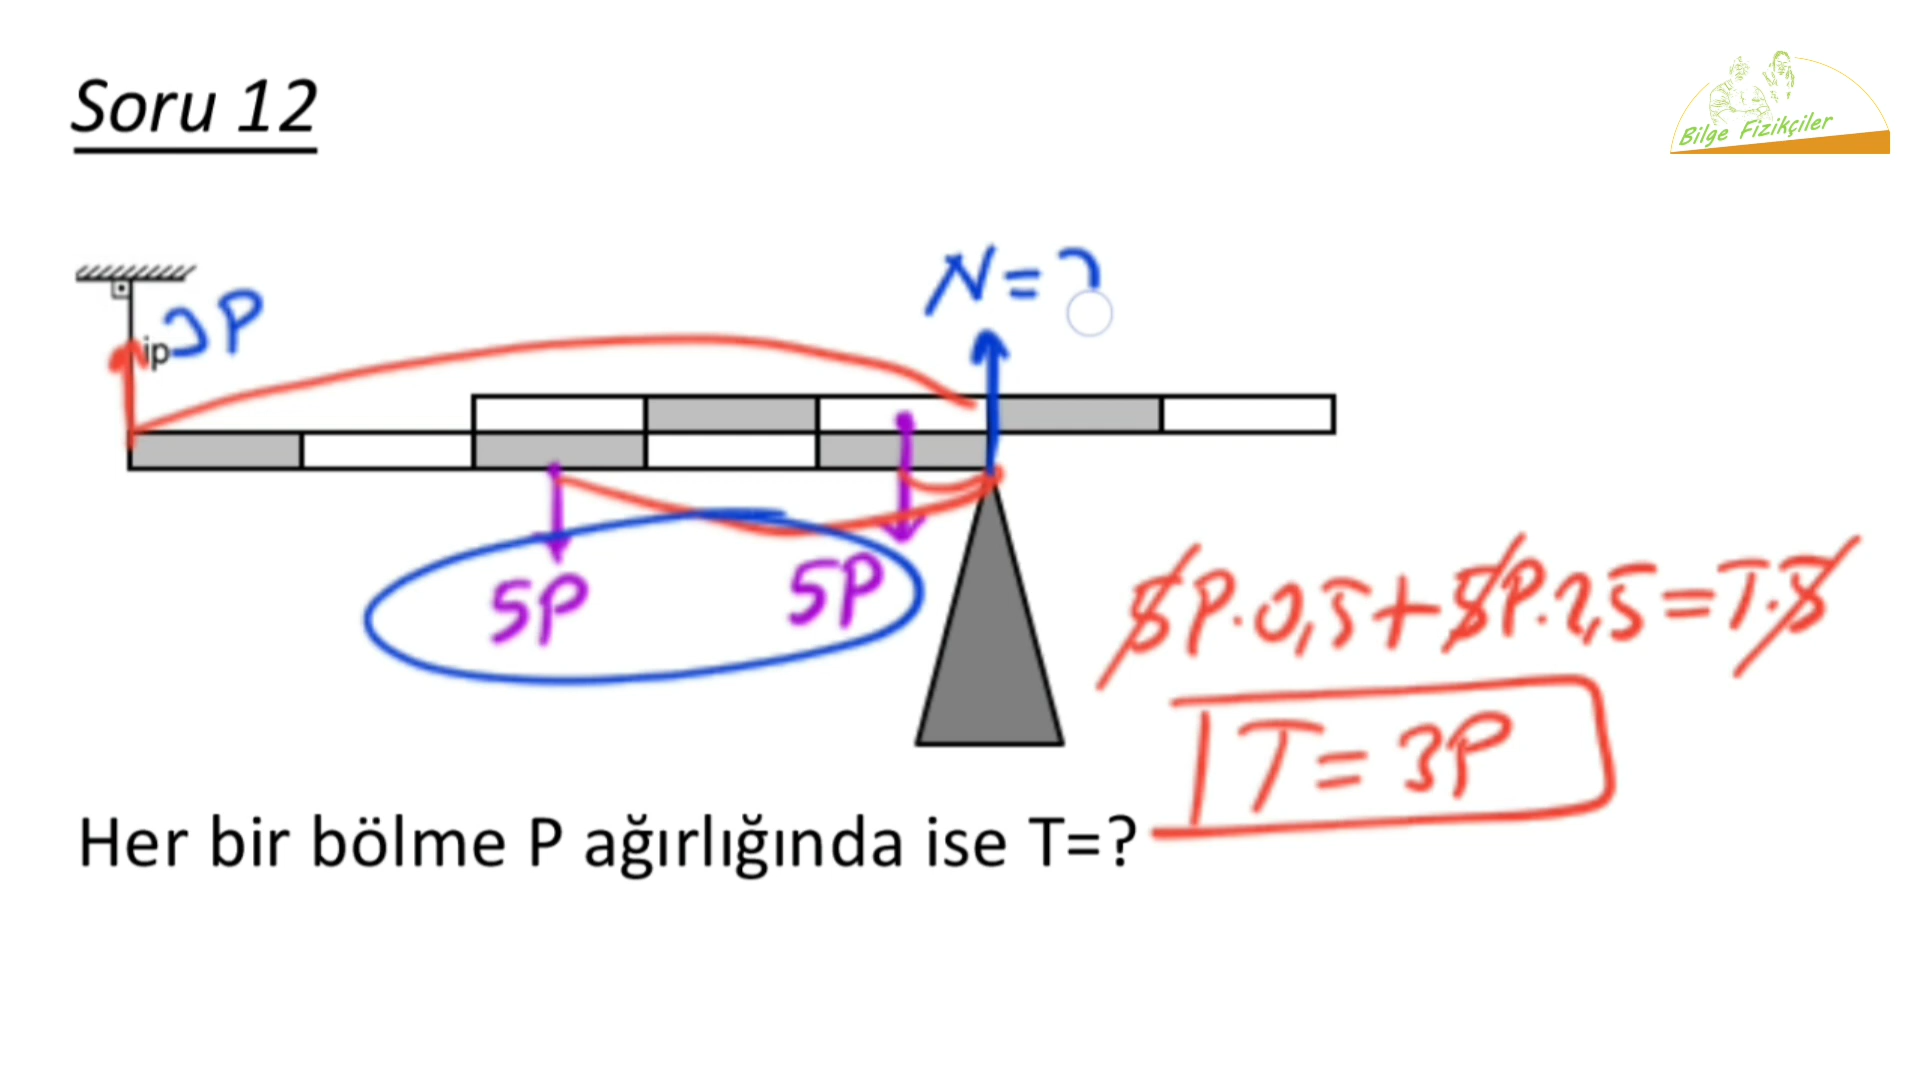 Soru 12
Bilge Fizikçiler
N=?
3P
ip
5P
5P
5P.0,5+5P.2,5=T.5
T=3P
Her bir bölme P ağırlığında ise T=?